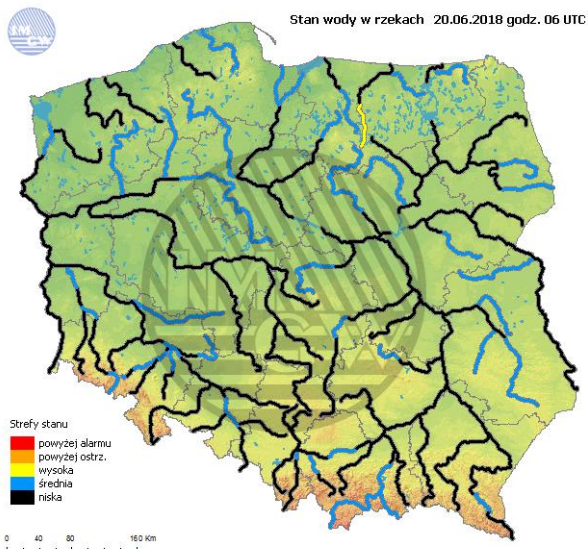 Stan wody w rzekach 20.06.2018 godz. 06 UTC
IMGW
Strefy stanu
powyżej alarmu
powyżej ostrz.
wysoka
średnia
niska
0 40 80 160 Km